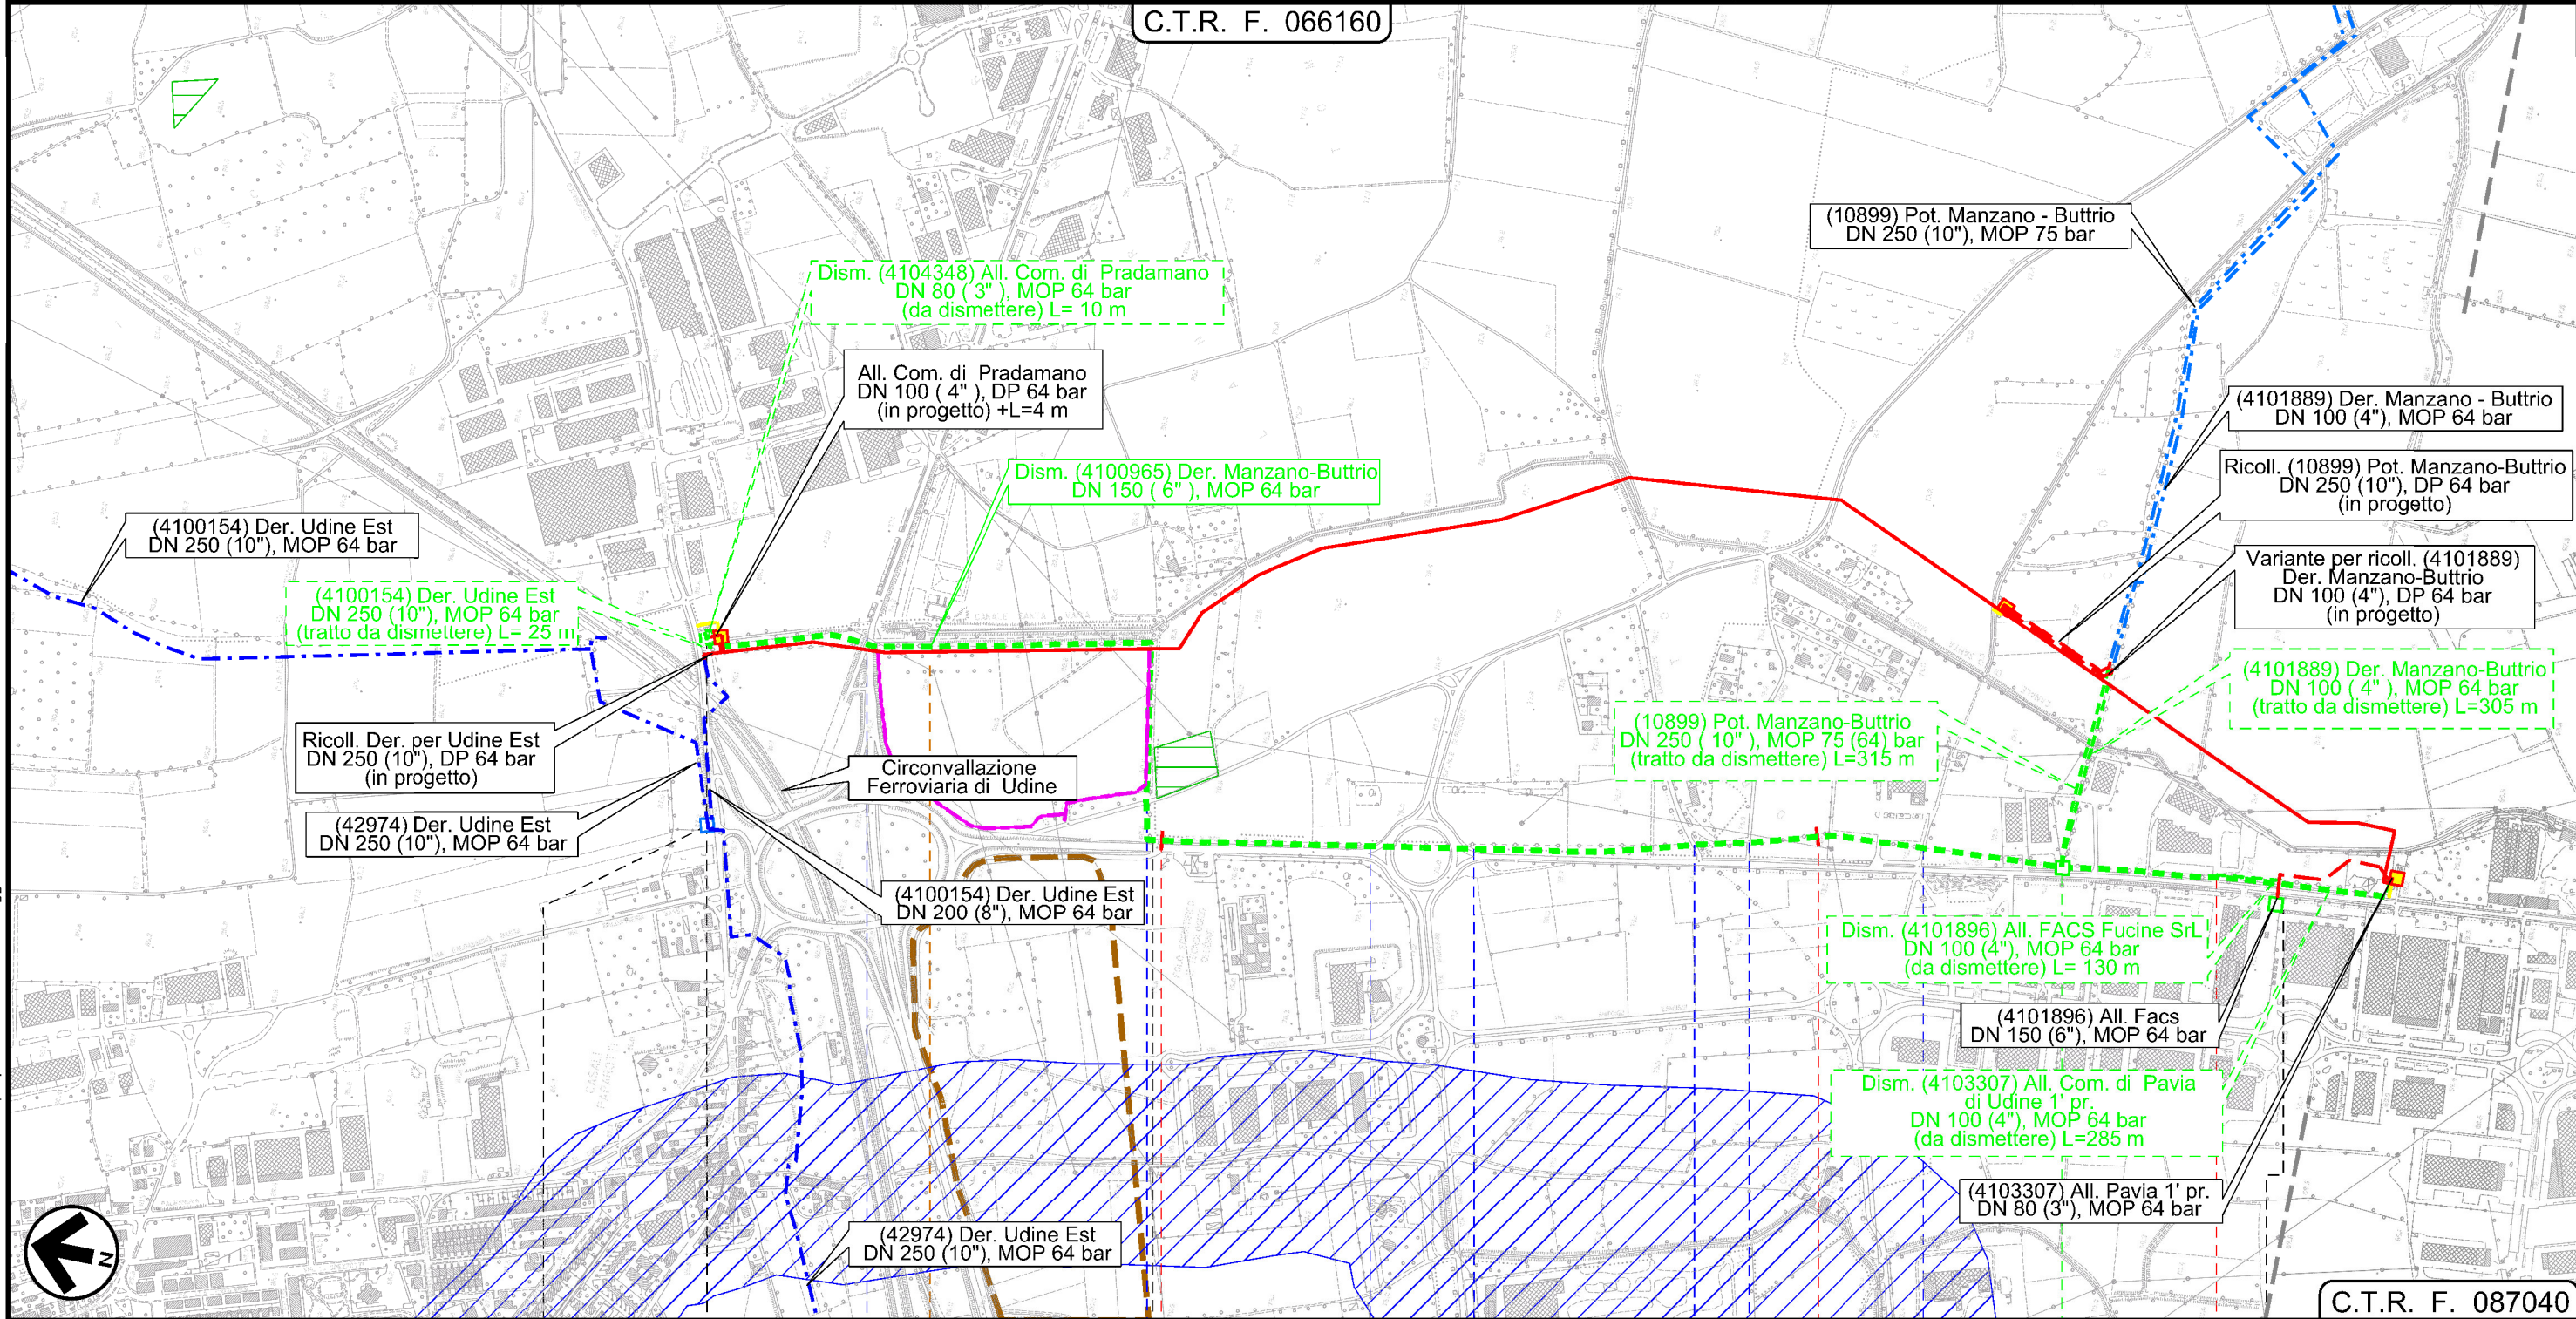 C.T.R. F. 066160
(10899) Pot. Manzano - Buttrio
DN 250 (10"), MOP 75 bar
Dism. (4104348) All. Com. di Pradamano
DN 80 ( 3" ), MOP 64 bar
(da dismettere) L= 10 m
All. Com. di Pradamano
DN 100 ( 4" ), DP 64 bar
(in progetto) +L=4 m
(4101889) Der. Manzano - Buttrio
DN 100 (4"), MOP 64 bar
Dism. (4100965) Der. Manzano-Buttrio
DN 150 ( 6" ), MOP 64 bar
Ricoll. (10899) Pot. Manzano-Buttrio
DN 250 (10"), DP 64 bar
(in progetto)
(4100154) Der. Udine Est
DN 250 (10"), MOP 64 bar
Variante per ricoll. (4101889)
Der. Manzano-Buttrio
DN 100 (4"), DP 64 bar
(in progetto)
(4100154) Der. Udine Est
DN 250 (10"), MOP 64 bar
(tratto da dismettere) L= 25 m
(4101889) Der. Manzano-Buttrio
DN 100 ( 4" ), MOP 64 bar
(tratto da dismettere) L=305 m
(10899) Pot. Manzano-Buttrio
DN 250 ( 10" ), MOP 75 (64) bar
(tratto da dismettere) L=315 m
Ricoll. Der. per Udine Est
DN 250 (10"), DP 64 bar
(in progetto)
Circonvallazione
Ferroviaria di Udine
(42974) Der. Udine Est
DN 250 (10"), MOP 64 bar
(4100154) Der. Udine Est
DN 200 (8"), MOP 64 bar
Dism. (4101896) All. FACS Fucine SrL
DN 100 (4"), MOP 64 bar
(da dismettere) L= 130 m
(4101896) All. Facs
DN 150 (6"), MOP 64 bar
Dism. (4103307) All. Com. di Pavia
di Udine 1' pr.
DN 100 (4"), MOP 64 bar
(da dismettere) L=285 m
(4103307) All. Pavia 1' pr.
DN 80 (3"), MOP 64 bar
(42974) Der. Udine Est
DN 250 (10"), MOP 64 bar
N
C.T.R. F. 087040